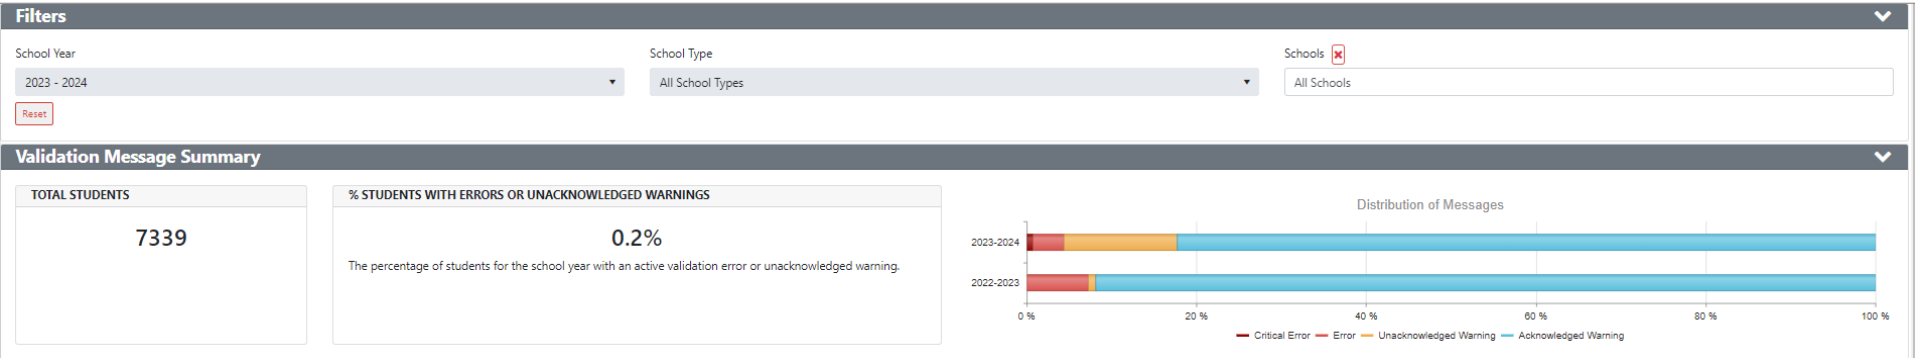 Filters
School Year
School Type
Schools
2023 - 2024
All School Types
All Schools
Reset
Validation Message Summary
TOTAL STUDENTS
7339
% STUDENTS WITH ERRORS OR UNACKNOWLEDGED WARNINGS
0.2%
The percentage of students for the school year with an active validation error or unacknowledged warning.
Distribution of Messages
2023-2024
2022-2023
0 % 20 % 40 % 60 % 80 % 100 %
Critical Error Error Unacknowledged Warning Acknowledged Warning